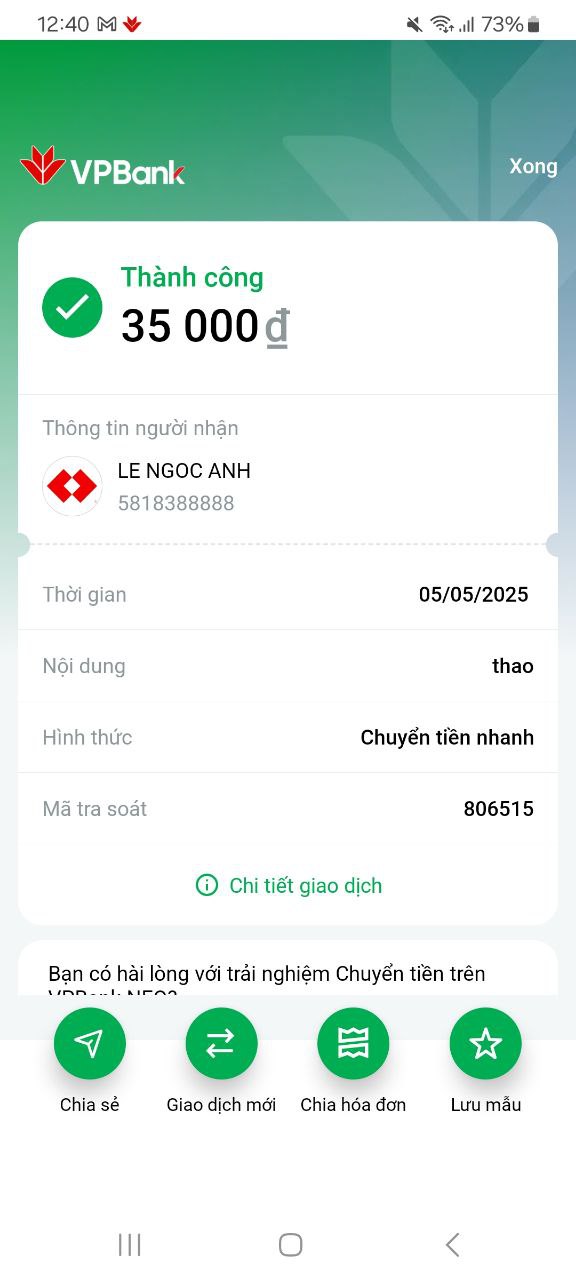 12:40 73%
VPBank
Xong
Thành công
35 000 đ
Thông tin người nhận
LE NGOC ANH
5818388888
Thời gian 05/05/2025
Nội dung thao
Hình thức Chuyển tiền nhanh
Mã tra soát 806515
Chi tiết giao dịch
Bạn có hài lòng với trải nghiệm Chuyển tiền trên
VPBank NEO?
Chia sẻ Giao dịch mới Chia hóa đơn Lưu mẫu